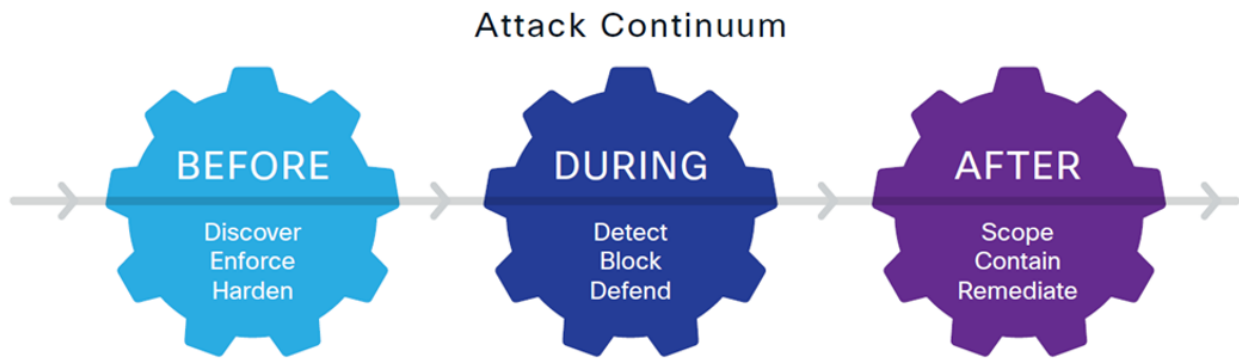 Attack Continuum
BEFORE
Discover
Enforce
Harden
DURING
Detect
Block
Defend
AFTER
Scope
Contain
Remediate